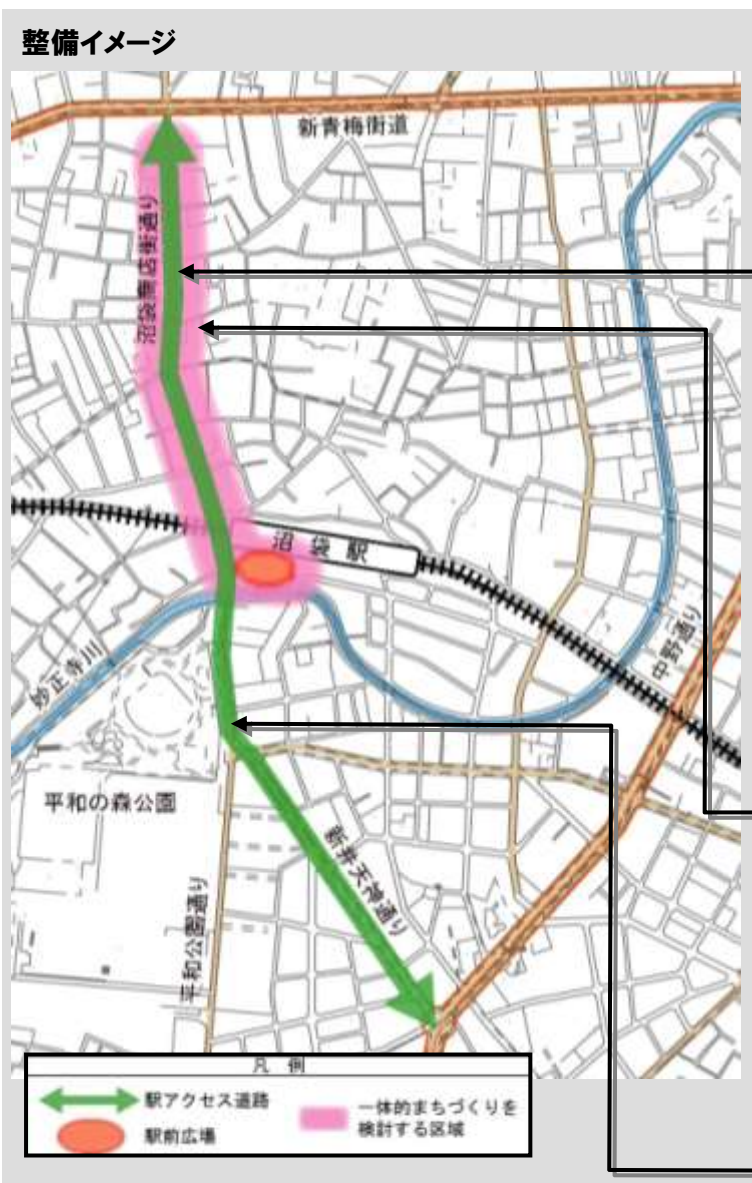 整備イメージ
新青梅街道
沼袋商店街通り
沼袋駅
妙正寺川
中野通り
平和の森公園
新井天神通り
平和公園通り
凡例
駅アクセス道路
駅前広場
一体的まちづくりを
検討する区域